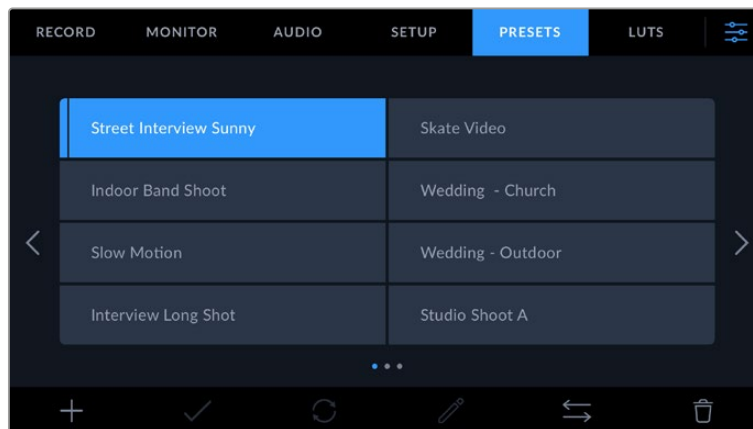 RECORD MONITOR AUDIO SETUP PRESETS LUTS
Street Interview Sunny
Skate Video
Indoor Band Shoot
Wedding - Church
Slow Motion
Wedding - Outdoor
Interview Long Shot
Studio Shoot A